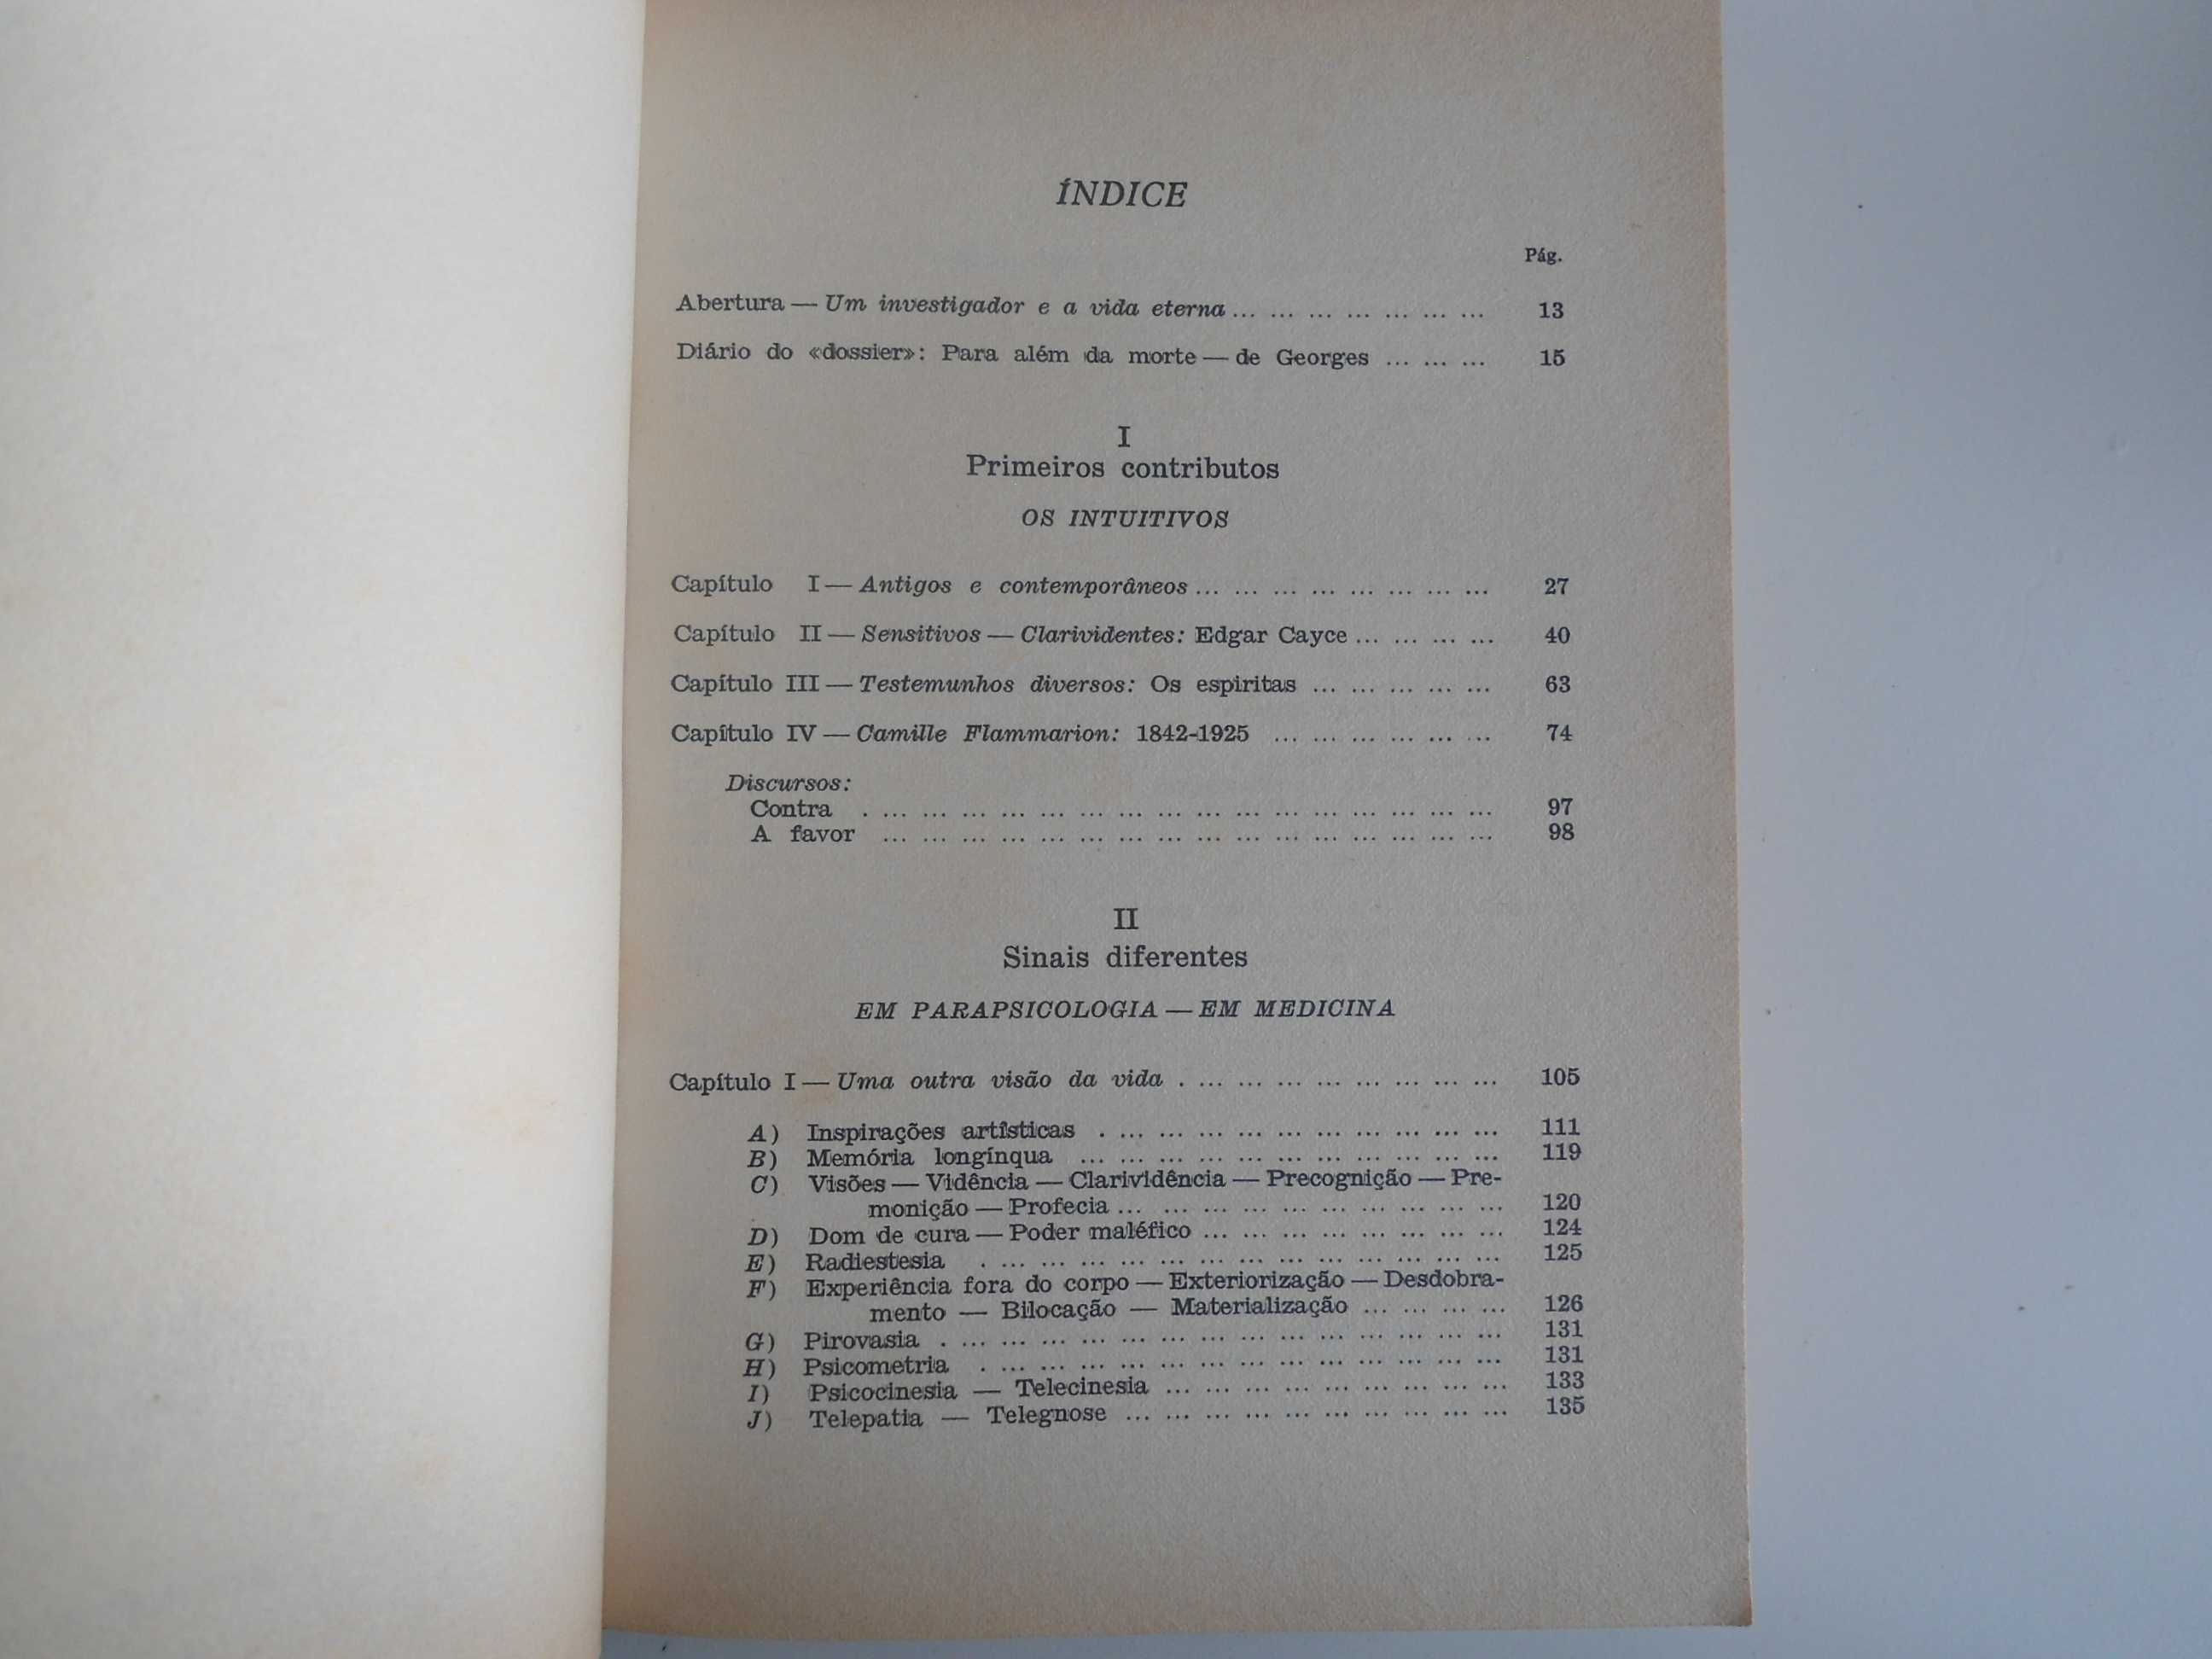 ÍNDICE
Pág.
Abertura — Um investigador e a vida eterna ... ... ... ... ... ... ... 13
Diário do «dossier»: Para além da morte — de Georges ... ... ... 15
I
Primeiros contributos
OS INTUITIVOS
Capítulo I — Antigos e contemporâneos ... ... ... ... ... ... ... ... 27
Capítulo II — Sensitivos — Clarividentes: Edgar Cayce ... ... ... ... 40
Capítulo III — Testemunhos diversos: Os espiritas ... ... ... ... ... 63
Capítulo IV — Camille Flammarion: 1842-1925 ... ... ... ... ... ... 74
Discursos:
Contra . ... ... ... ... ... ... ... ... ... ... ... ... ... ... ... ... 97
A favor ... ... ... ... ... ... ... ... ... ... ... ... ... ... ... ... 98
II
Sinais diferentes
EM PARAPSICOLOGIA — EM MEDICINA
Capítulo I — Uma outra visão da vida . ... ... ... ... ... ... ... ... 105
A) Inspirações artísticas . ... ... ... ... ... ... ... ... ... ... 111
B) Memória longínqua ... ... ... ... ... ... ... ... ... ... ... 119
C) Visões — Vidência — Clarividência — Precognição — Pre-
monição — Profecia ... ... ... ... ... ... ... ... ... ... 120
D) Dom de cura — Poder maléfico ... ... ... ... ... ... ... ... 124
E) Radiestesia . ... ... ... ... ... ... ... ... ... ... ... ... ... 125
F) Experiência fora do corpo — Exteriorização — Desdobra-
mento — Bilocação — Materialização ... ... ... ... 126
G) Pirovasia . ... ... ... ... ... ... ... ... ... ... ... ... ... ... 131
H) Psicometria . ... ... ... ... ... ... ... ... ... ... ... ... ... 131
I) Psicocinesia — Telecinesia ... ... ... ... ... ... ... ... ... 133
J) Telepatia — Telegnose ... ... ... ... ... ... ... ... ... ... 135